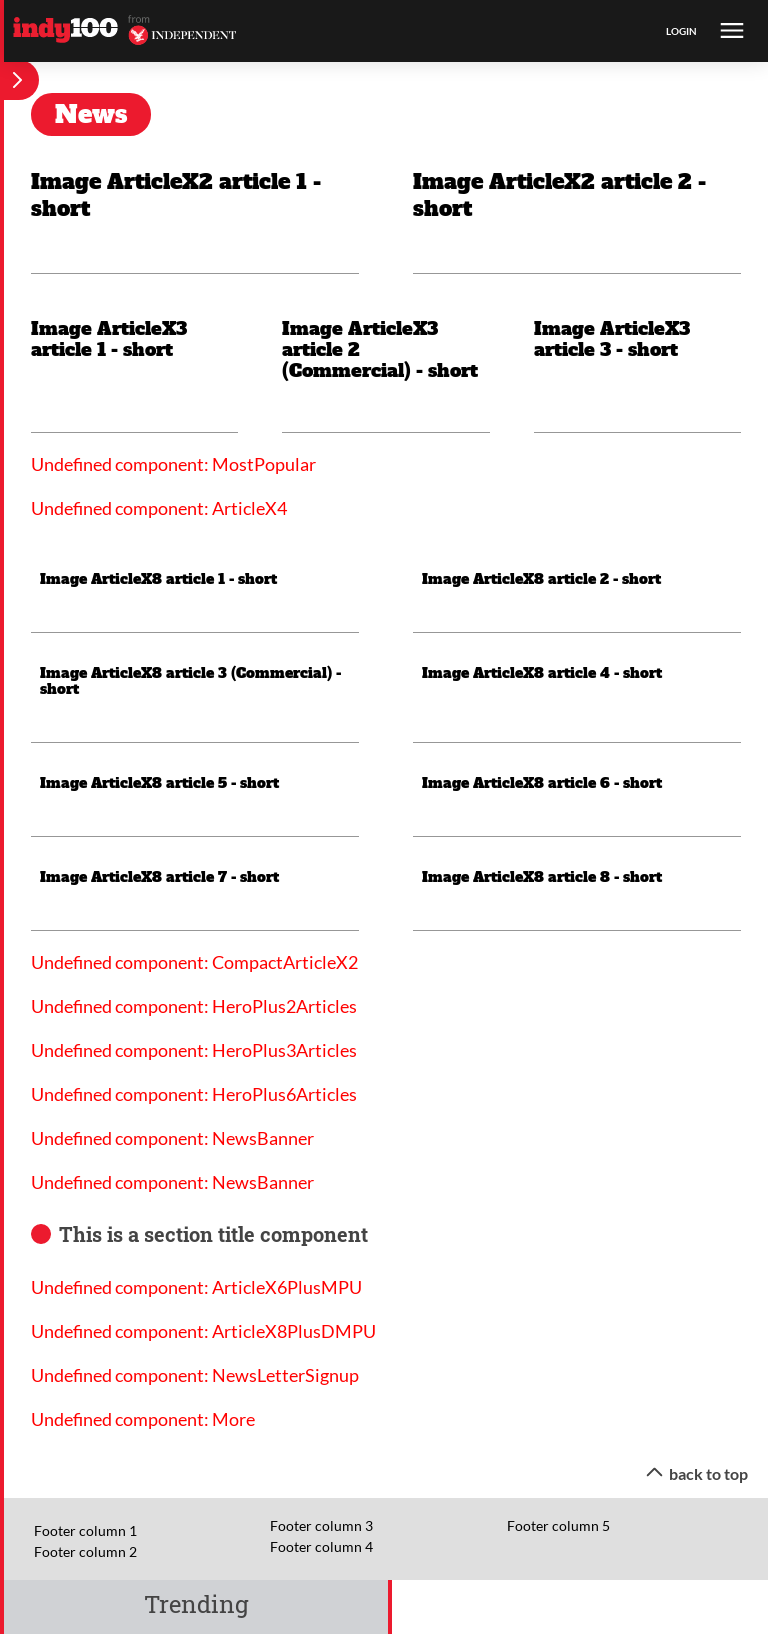 indy100 from INDEPENDENT
LOGIN
News
Image ArticleX2 article 1 -
short
Image ArticleX2 article 2 -
short
Image ArticleX3
article 1 - short
Image ArticleX3
article 2
(Commercial) - short
Image ArticleX3
article 3 - short
Undefined component: MostPopular
Undefined component: ArticleX4
Image ArticleX8 article 1 - short
Image ArticleX8 article 2 - short
Image ArticleX8 article 3 (Commercial) -
short
Image ArticleX8 article 4 - short
Image ArticleX8 article 5 - short
Image ArticleX8 article 6 - short
Image ArticleX8 article 7 - short
Image ArticleX8 article 8 - short
Undefined component: CompactArticleX2
Undefined component: HeroPlus2Articles
Undefined component: HeroPlus3Articles
Undefined component: HeroPlus6Articles
Undefined component: NewsBanner
Undefined component: NewsBanner
This is a section title component
Undefined component: ArticleX6PlusMPU
Undefined component: ArticleX8PlusDMPU
Undefined component: NewsLetterSignup
Undefined component: More
back to top
Footer column 1
Footer column 2
Footer column 3
Footer column 4
Footer column 5
Trending